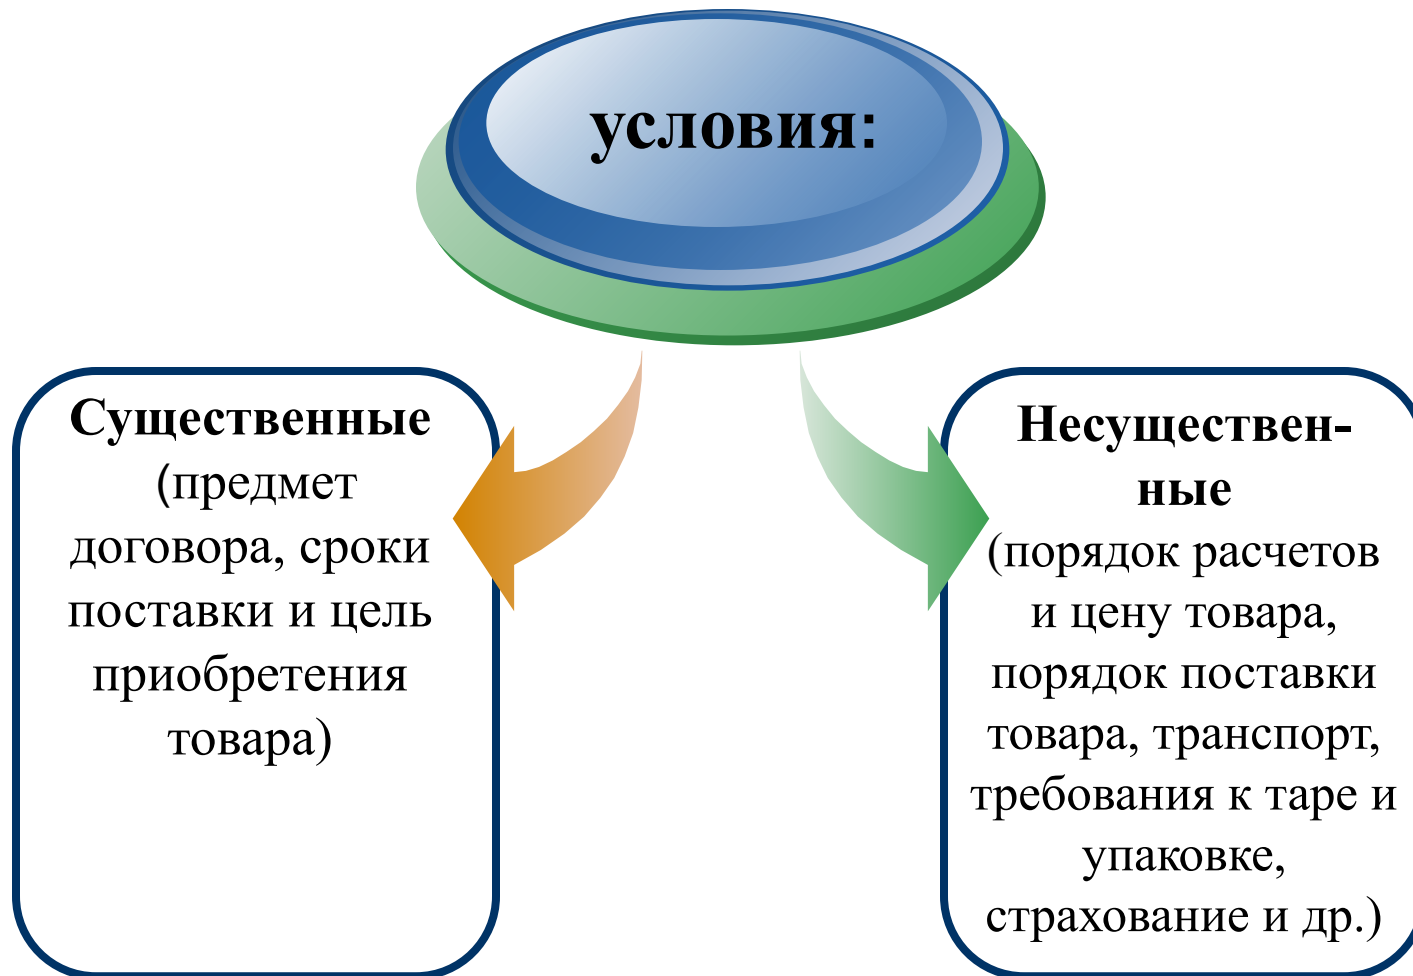 условия:
Существенные
(предмет
договора, сроки
поставки и цель
приобретения
товара)
Несуществен-
ные
(порядок расчетов
и цену товара,
порядок поставки
товара, транспорт,
требования к таре и
упаковке,
страхование и др.)